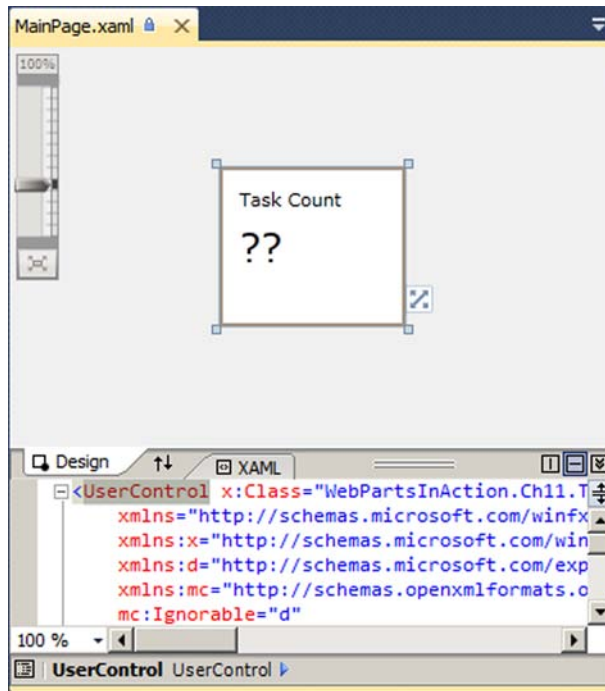 MainPage.xaml
100%
Task Count
??
Design
XAML
<UserControl x:Class="WebPartsInAction.Ch11.T
xmlns="http://schemas.microsoft.com/winfx
xmlns:x="http://schemas.microsoft.com/win
xmlns:d="http://schemas.microsoft.com/exp
xmlns:mc="http://schemas.openxmlformats.o
mc:Ignorable="d"
100 %
UserControl UserControl